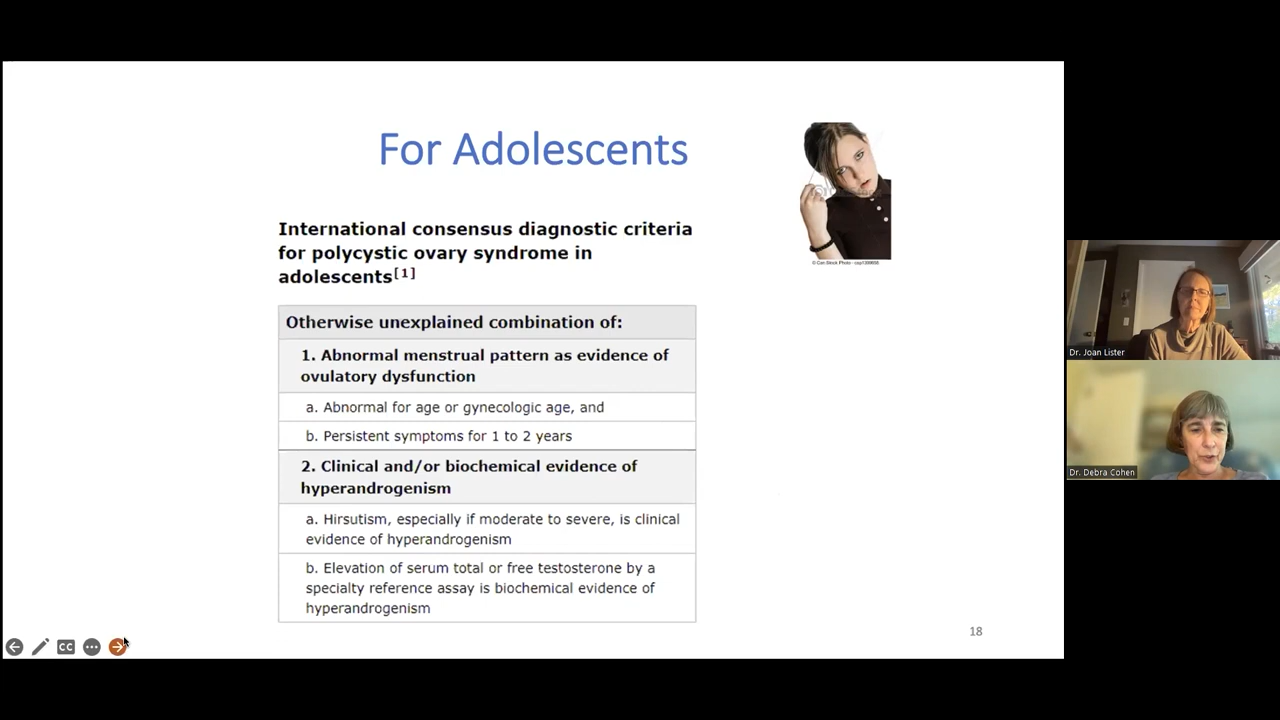 For Adolescents
International consensus diagnostic criteria
for polycystic ovary syndrome in
adolescents[1]
Otherwise unexplained combination of:
1. Abnormal menstrual pattern as evidence of
ovulatory dysfunction
a. Abnormal for age or gynecologic age, and
b. Persistent symptoms for 1 to 2 years
2. Clinical and/or biochemical evidence of
hyperandrogenism
a. Hirsutism, especially if moderate to severe, is clinical
evidence of hyperandrogenism
b. Elevation of serum total or free testosterone by a
specialty reference assay is biochemical evidence of
hyperandrogenism
18
CC
Dr. Joan Lister
Dr. Debra Cohen